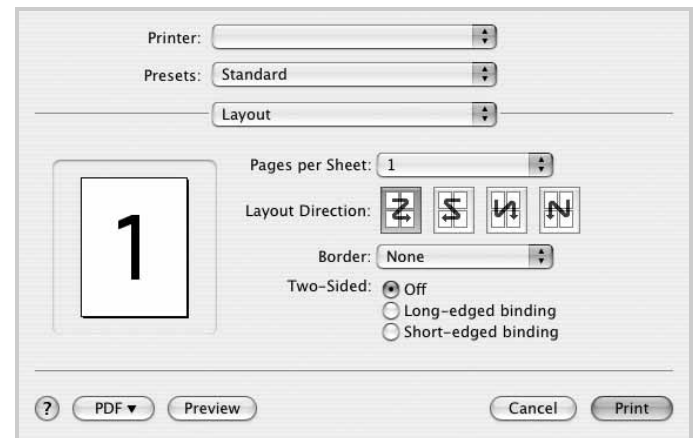 Printer:
Presets: Standard
Layout
Pages per Sheet: 1
Layout Direction:
Border: None
Two-Sided: Off
Long-edged binding
Short-edged binding
1
? PDF▼ Preview Cancel Print